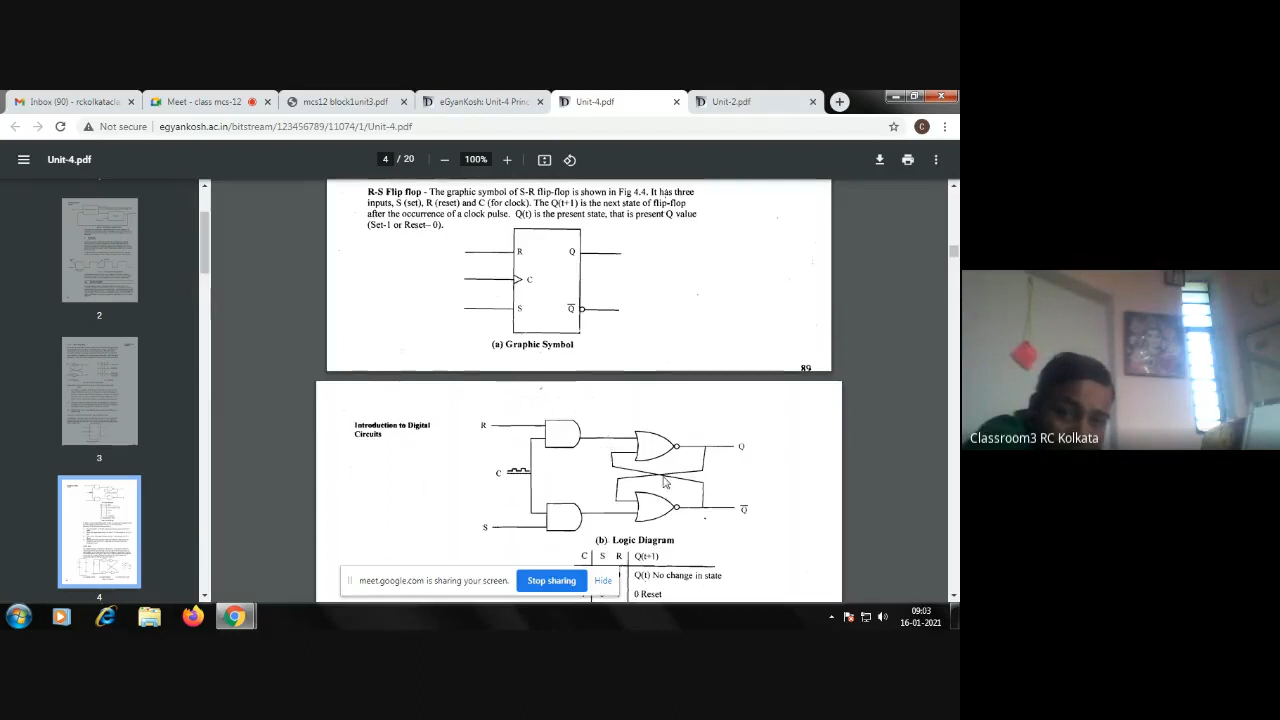 Inbox (90) - rckolkatacla
Meet - class mcs-12
mcs12 block1unit3.pdf
eGyanKosh: Unit-4 Princ
Unit-4.pdf
Unit-2.pdf
Not secure
egyankosh.ac.in/bitstream/123456789/11074/1/Unit-4.pdf
C
Unit-4.pdf
4 / 20
100%
2
3
4
R-S Flip flop - The graphic symbol of S-R flip-flop is shown in Fig 4.4. It has three
inputs, S (set), R (reset) and C (for clock). The Q(t+1) is the next state of flip-flop
after the occurrence of a clock pulse. Q(t) is the present state, that is present Q value
(Set-1 or Reset– 0).
R Q
C
S Q̅
(a) Graphic Symbol
89
Introduction to Digital
Circuits
R
Q
C
S
Q̅
(b) Logic Diagram
C S R Q(t+1)
Q(t) No change in state
0 Reset
meet.google.com is sharing your screen.
Stop sharing
Hide
09:03
16-01-2021
Classroom3 RC Kolkata